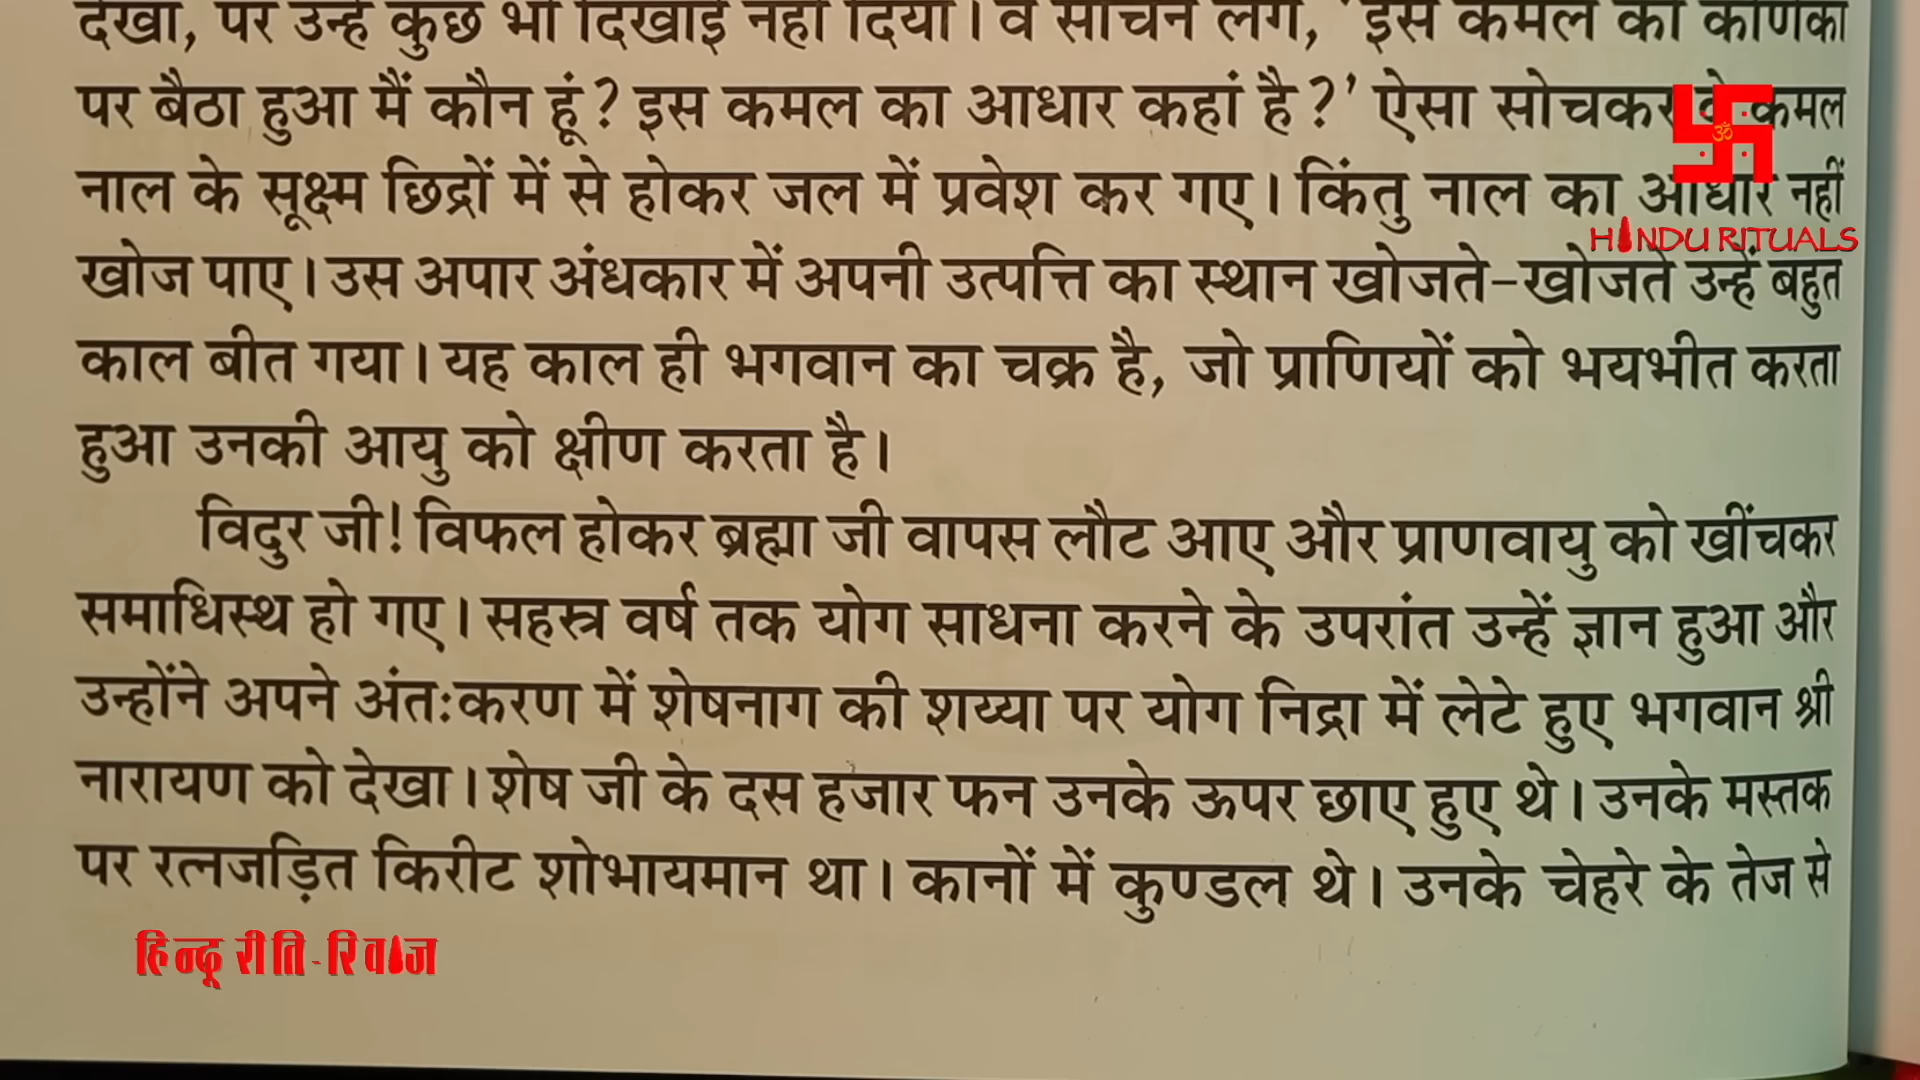 देखा, पर उन्हें कुछ भी दिखाई नहीं दिया। वे सोचने लगे, 'इस कमल की कर्णिका
पर बैठा हुआ मैं कौन हूं? इस कमल का आधार कहां है?' ऐसा सोचकर वे कमल
नाल के सूक्ष्म छिद्रों में से होकर जल में प्रवेश कर गए। किंतु नाल का आधार नहीं
HINDU RITUALS
खोज पाए। उस अपार अंधकार में अपनी उत्पत्ति का स्थान खोजते-खोजते उन्हें बहुत
काल बीत गया। यह काल ही भगवान का चक्र है, जो प्राणियों को भयभीत करता
हुआ उनकी आयु को क्षीण करता है।
विदुर जी! विफल होकर ब्रह्मा जी वापस लौट आए और प्राणवायु को खींचकर
समाधिस्थ हो गए। सहस्त्र वर्ष तक योग साधना करने के उपरांत उन्हें ज्ञान हुआ और
उन्होंने अपने अंतःकरण में शेषनाग की शय्या पर योग निद्रा में लेटे हुए भगवान श्री
नारायण को देखा। शेष जी के दस हजार फन उनके ऊपर छाए हुए थे। उनके मस्तक
पर रत्नजड़ित किरीट शोभायमान था। कानों में कुण्डल थे। उनके चेहरे के तेज से
हिन्दू रीति-रिवाज